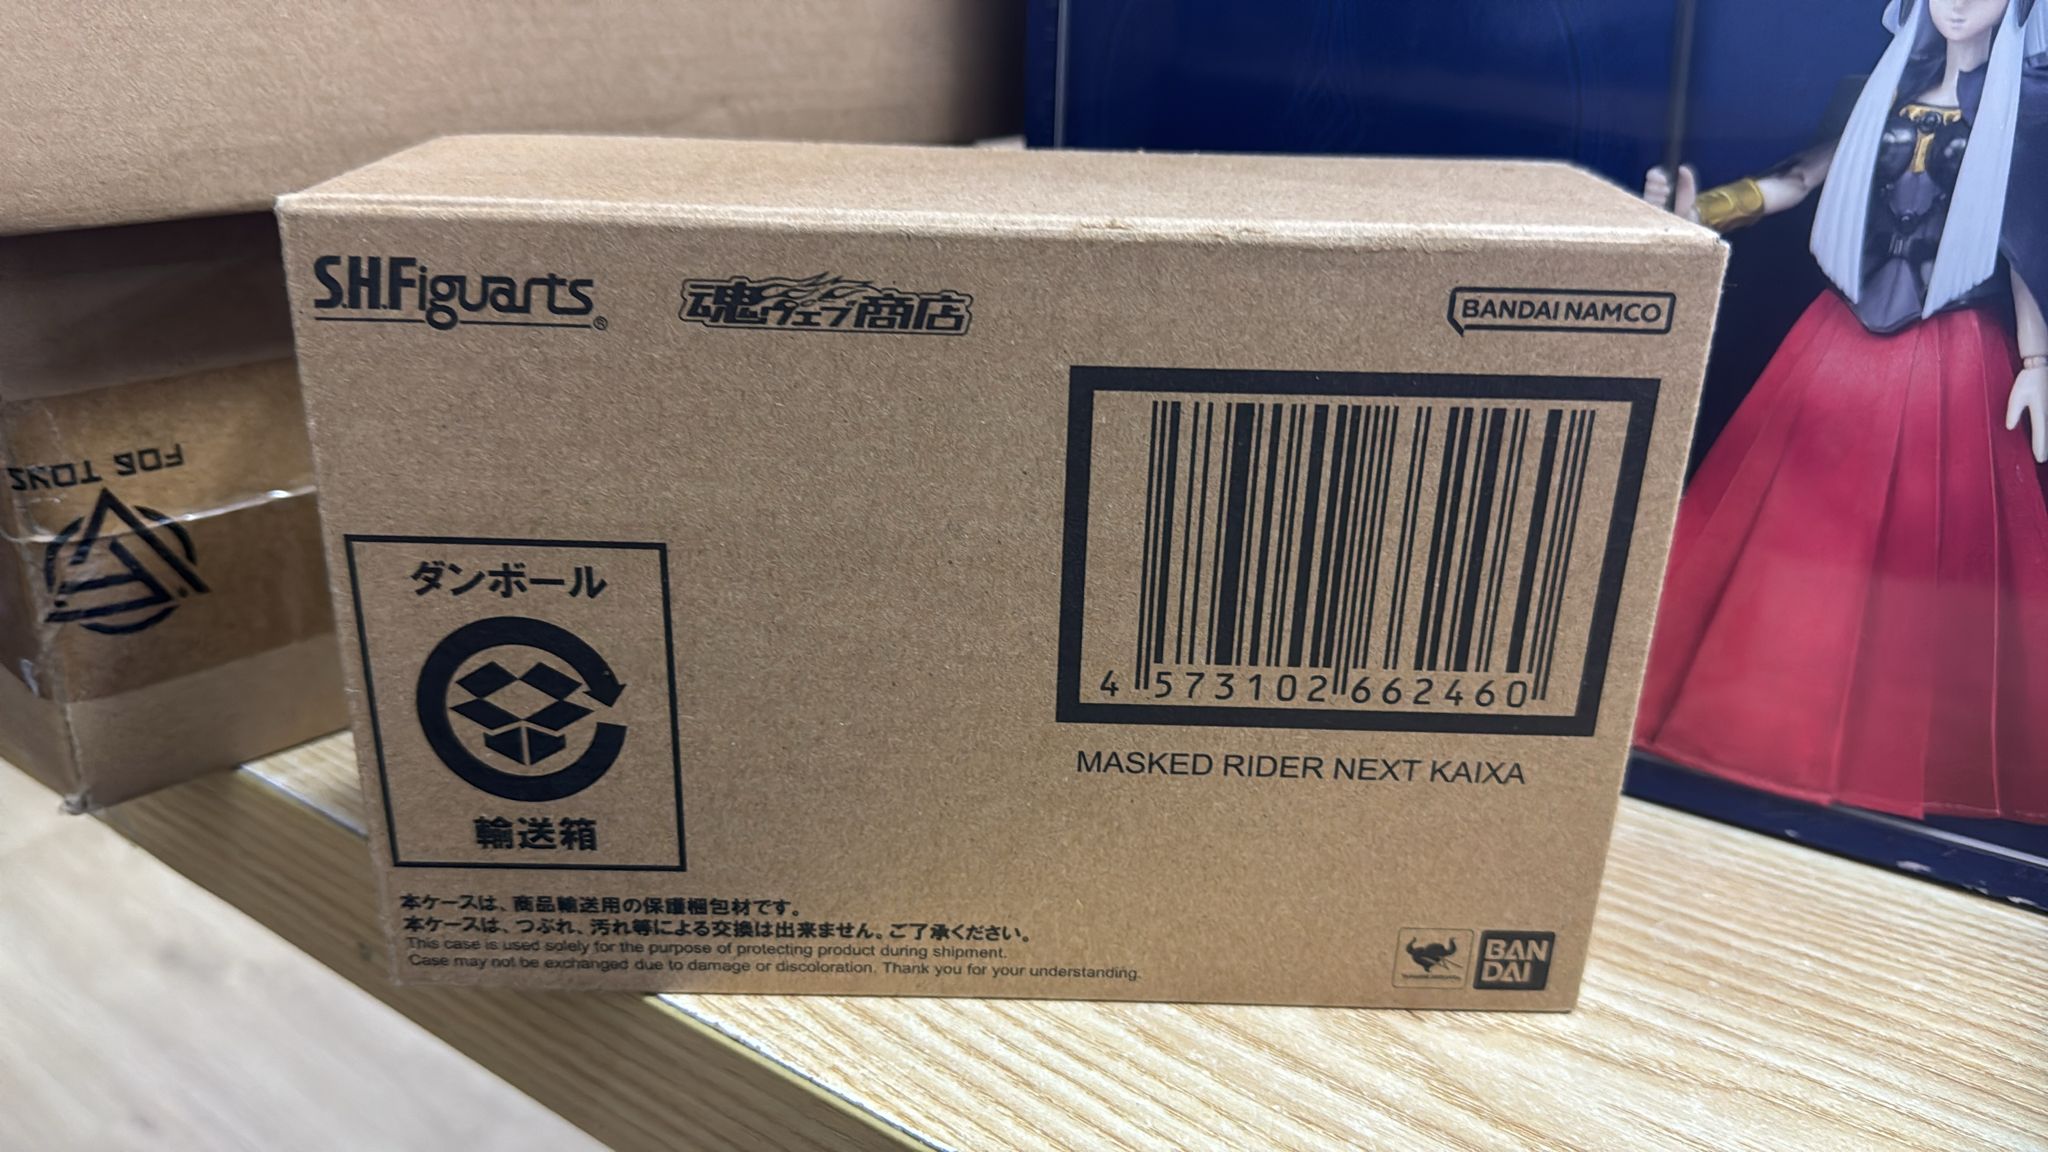 S.H.Figuarts®
魂ウェブ商店
BANDAI NAMCO
FOG TOYS
ダンボール
輸送箱
4 573102 662460
MASKED RIDER NEXT KAIXA
本ケースは、商品輸送用の保護梱包材です。
本ケースは、つぶれ、汚れ等による交換は出来ません。ご了承ください。
This case is used solely for the purpose of protecting product during shipment.
Case may not be exchanged due to damage or discoloration. Thank you for your understanding.
BAN
DAI